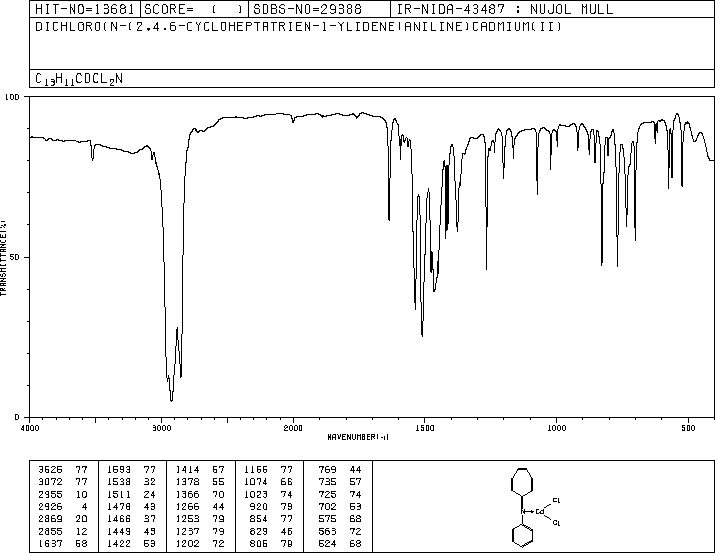 HIT-NO=13681 SCORE= ( ) SDBS-NO=29388 IR-NIDA-43487 : NUJOL MULL
DICHLORO(N-(2,4,6-CYCLOHEPTATRIEN-1-YLIDENE)ANILINE)CADMIUM(II)
C13H11CDCL2N
100
50
0
TRANSMITTANCE(%)
4000 3000 2000 1500 1000 500
WAVENUMBER(-1)
3526 77 1593 77 1414 67 1166 77 769 44
3072 77 1538 32 1378 55 1074 66 735 57
2955 10 1511 24 1366 70 1023 74 725 74
2926 4 1478 43 1266 44 920 79 702 53
2869 20 1466 37 1253 79 854 77 575 68
2855 12 1449 49 1237 79 829 46 563 72
1637 58 1422 53 1202 72 806 79 524 68
Cl
N Cd
Cl